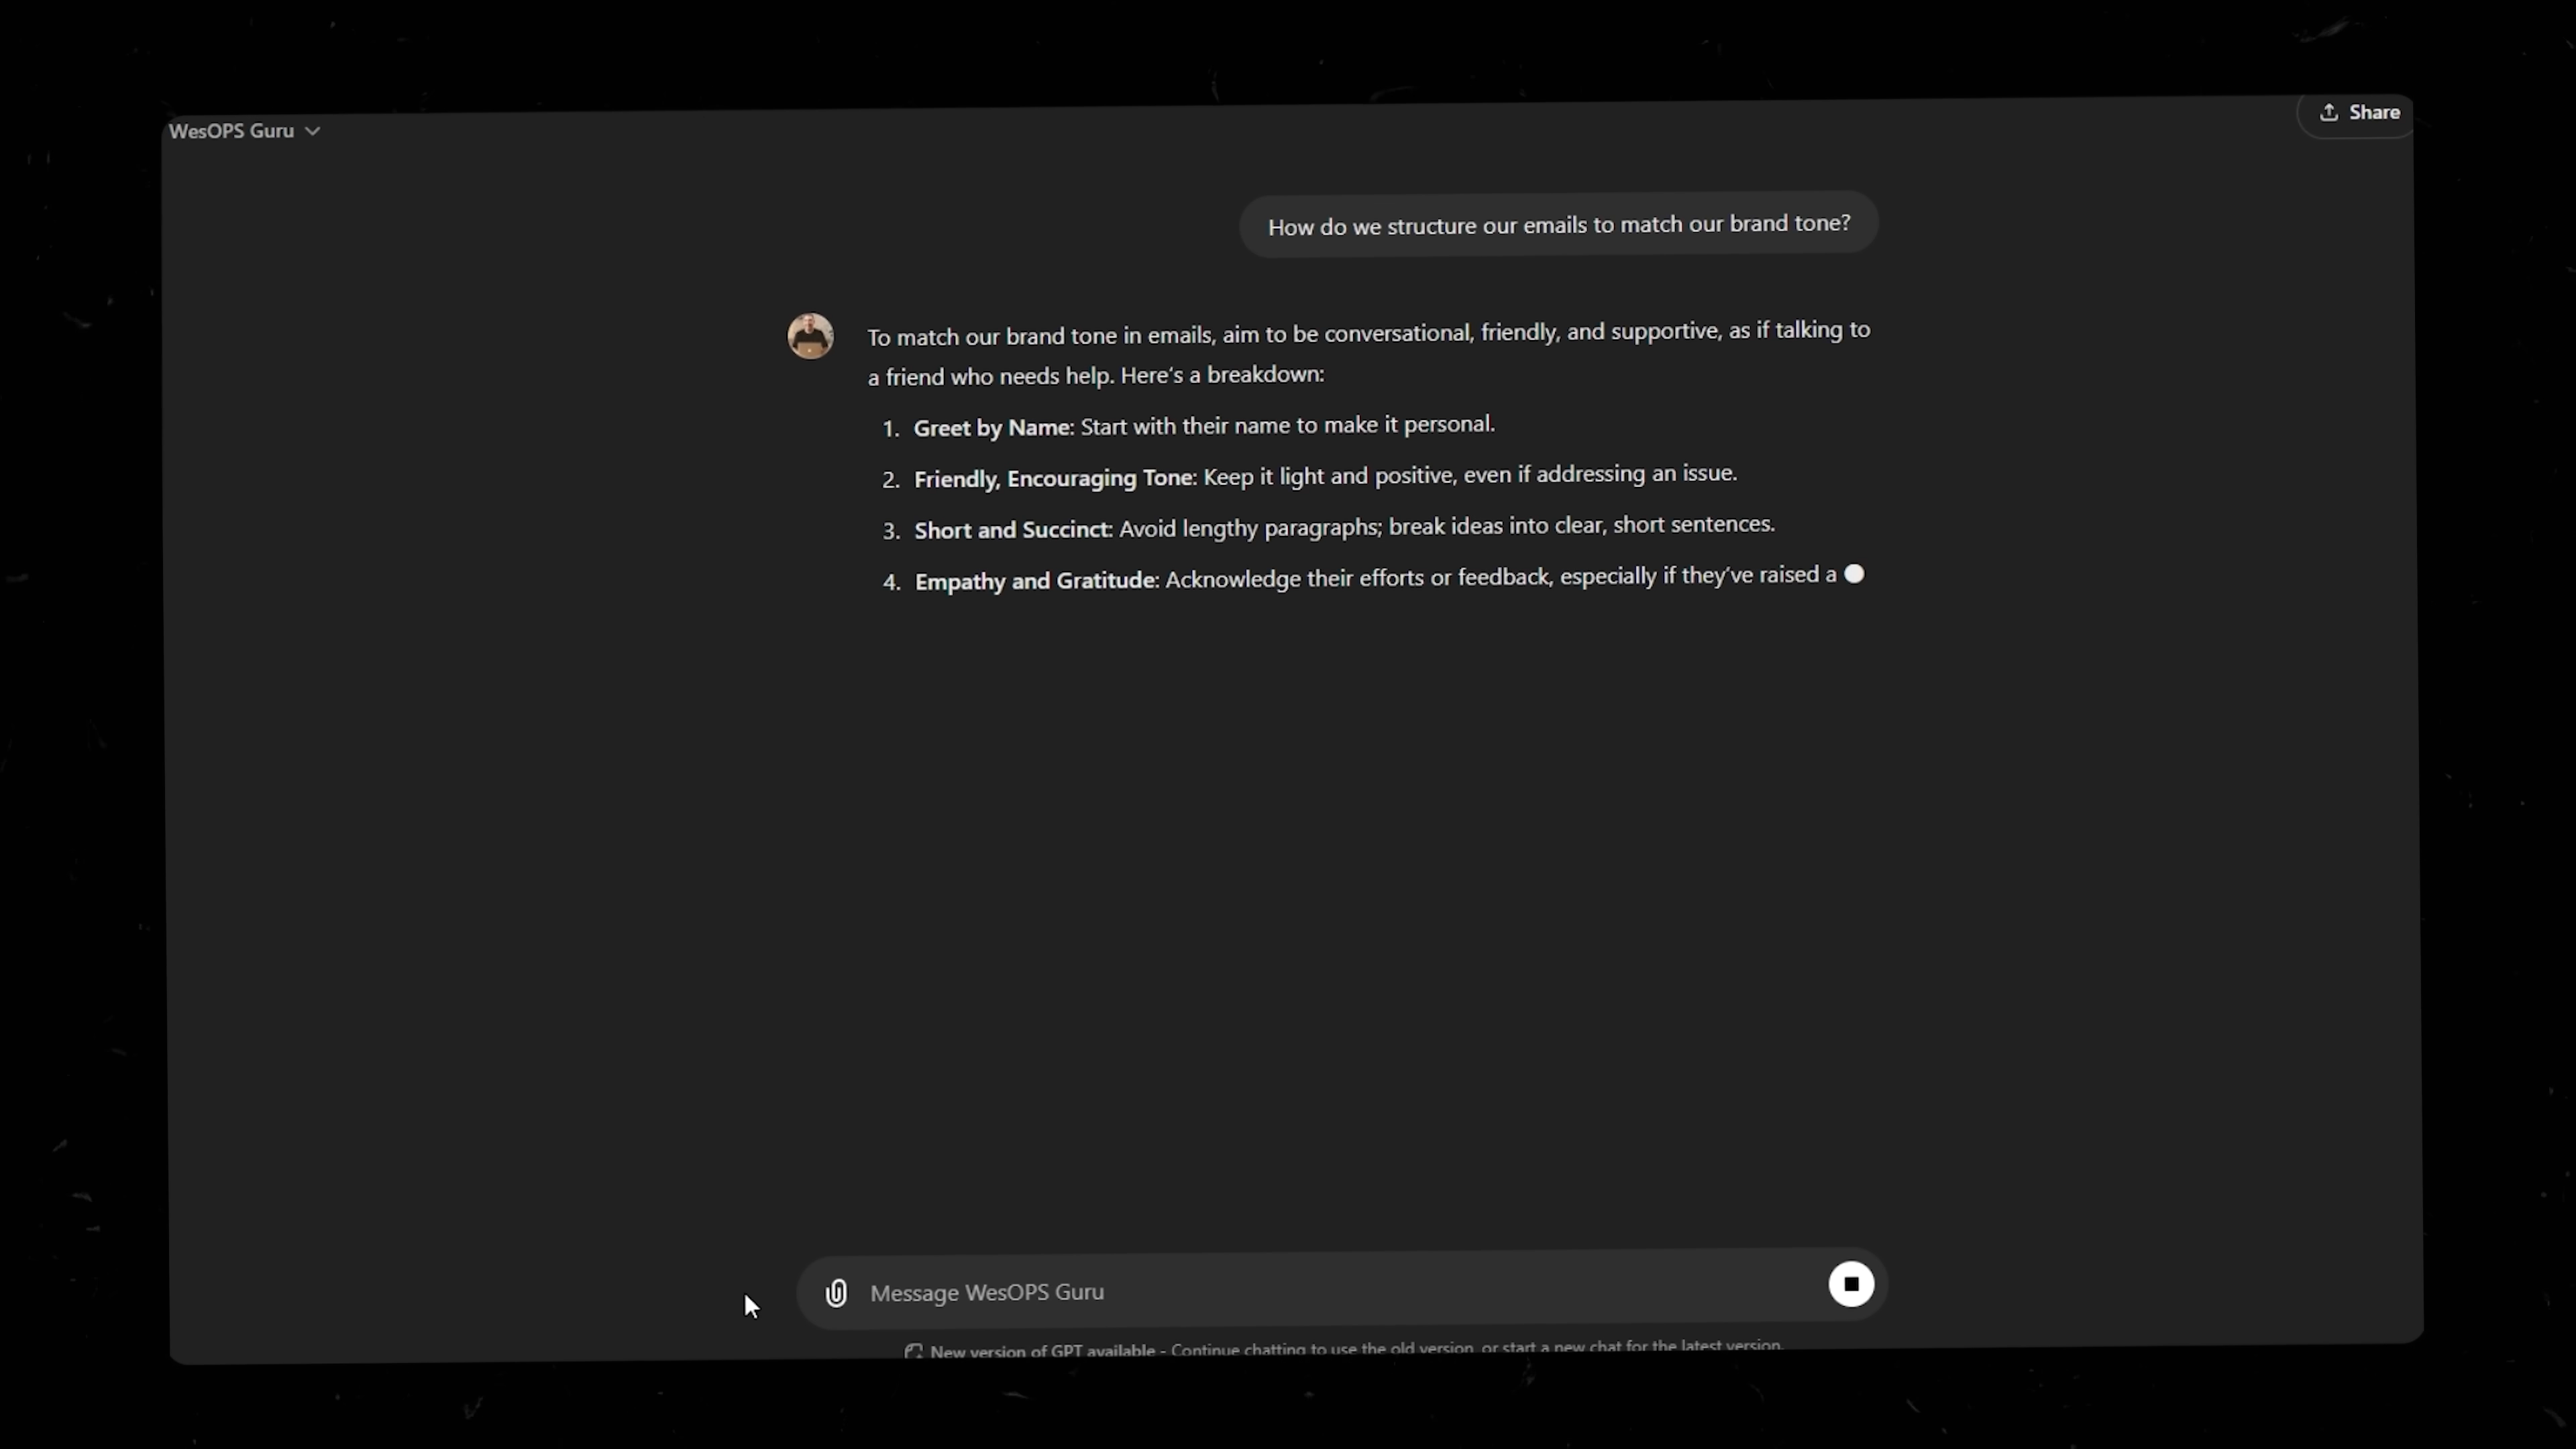 WesOPS Guru
Share
How do we structure our emails to match our brand tone?
To match our brand tone in emails, aim to be conversational, friendly, and supportive, as if talking to
a friend who needs help. Here's a breakdown:
1. Greet by Name: Start with their name to make it personal.
2. Friendly, Encouraging Tone: Keep it light and positive, even if addressing an issue.
3. Short and Succinct: Avoid lengthy paragraphs; break ideas into clear, short sentences.
4. Empathy and Gratitude: Acknowledge their efforts or feedback, especially if they've raised a
Message WesOPS Guru
New version of GPT available - Continue chatting to use the old version, or start a new chat for the latest version.